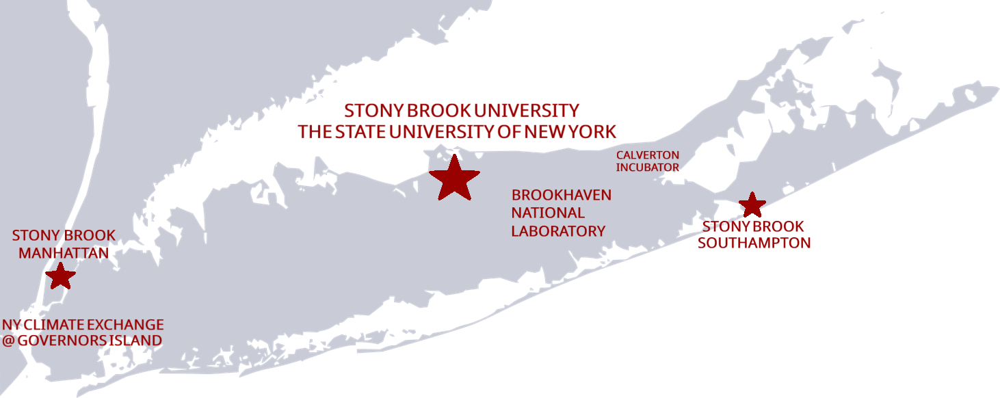 STONY BROOK UNIVERSITY
THE STATE UNIVERSITY OF NEW YORK
CALVERTON
INCUBATOR
BROOKHAVEN
NATIONAL
LABORATORY
STONY BROOK
SOUTHAMPTON
STONY BROOK
MANHATTAN
NY CLIMATE EXCHANGE
@ GOVERNORS ISLAND